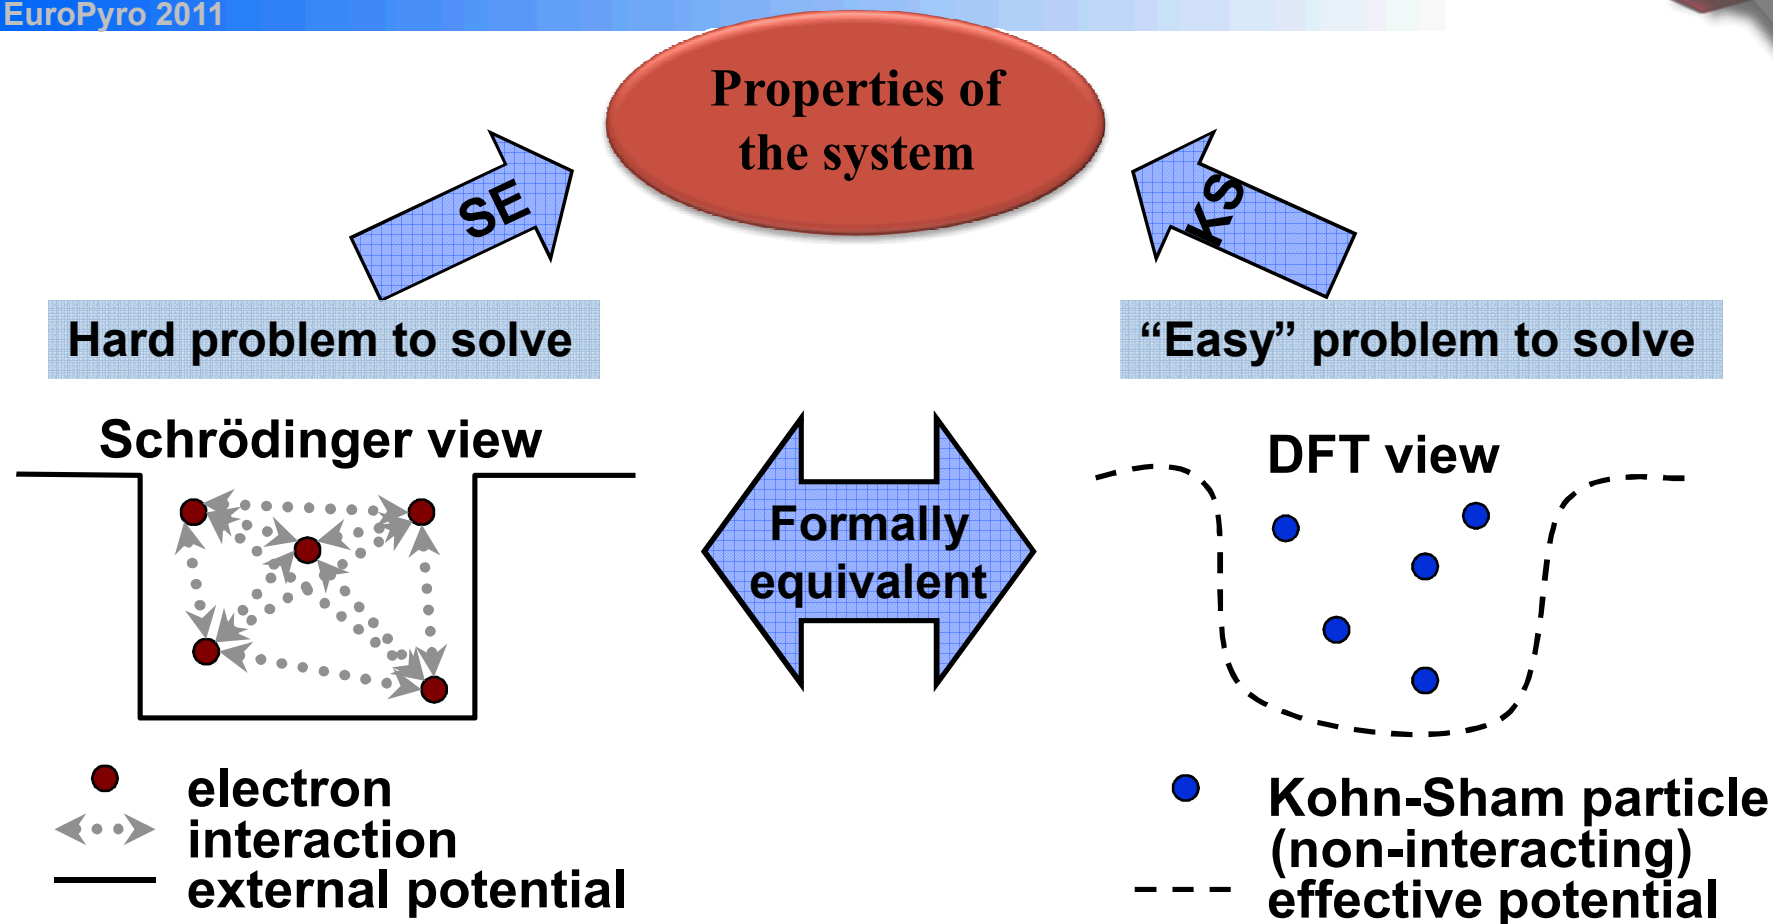 EuroPyro 2011
Properties of
the system
SE
KS
Hard problem to solve
“Easy” problem to solve
Schrödinger view
DFT view
Formally
equivalent
electron
interaction
external potential
Kohn-Sham particle
(non-interacting)
effective potential